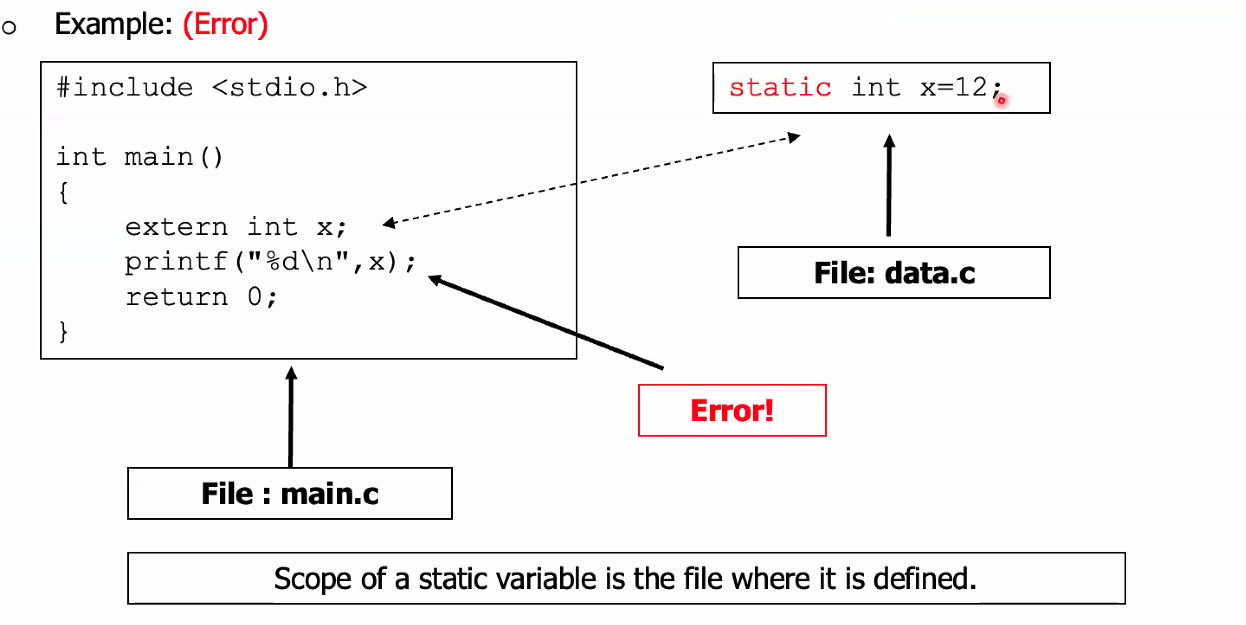 ○ Example: (Error)
#include <stdio.h>
int main()
{
    extern int x;
    printf("%d\n",x);
    return 0;
}
static int x=12;
File: data.c
Error!
File : main.c
Scope of a static variable is the file where it is defined.